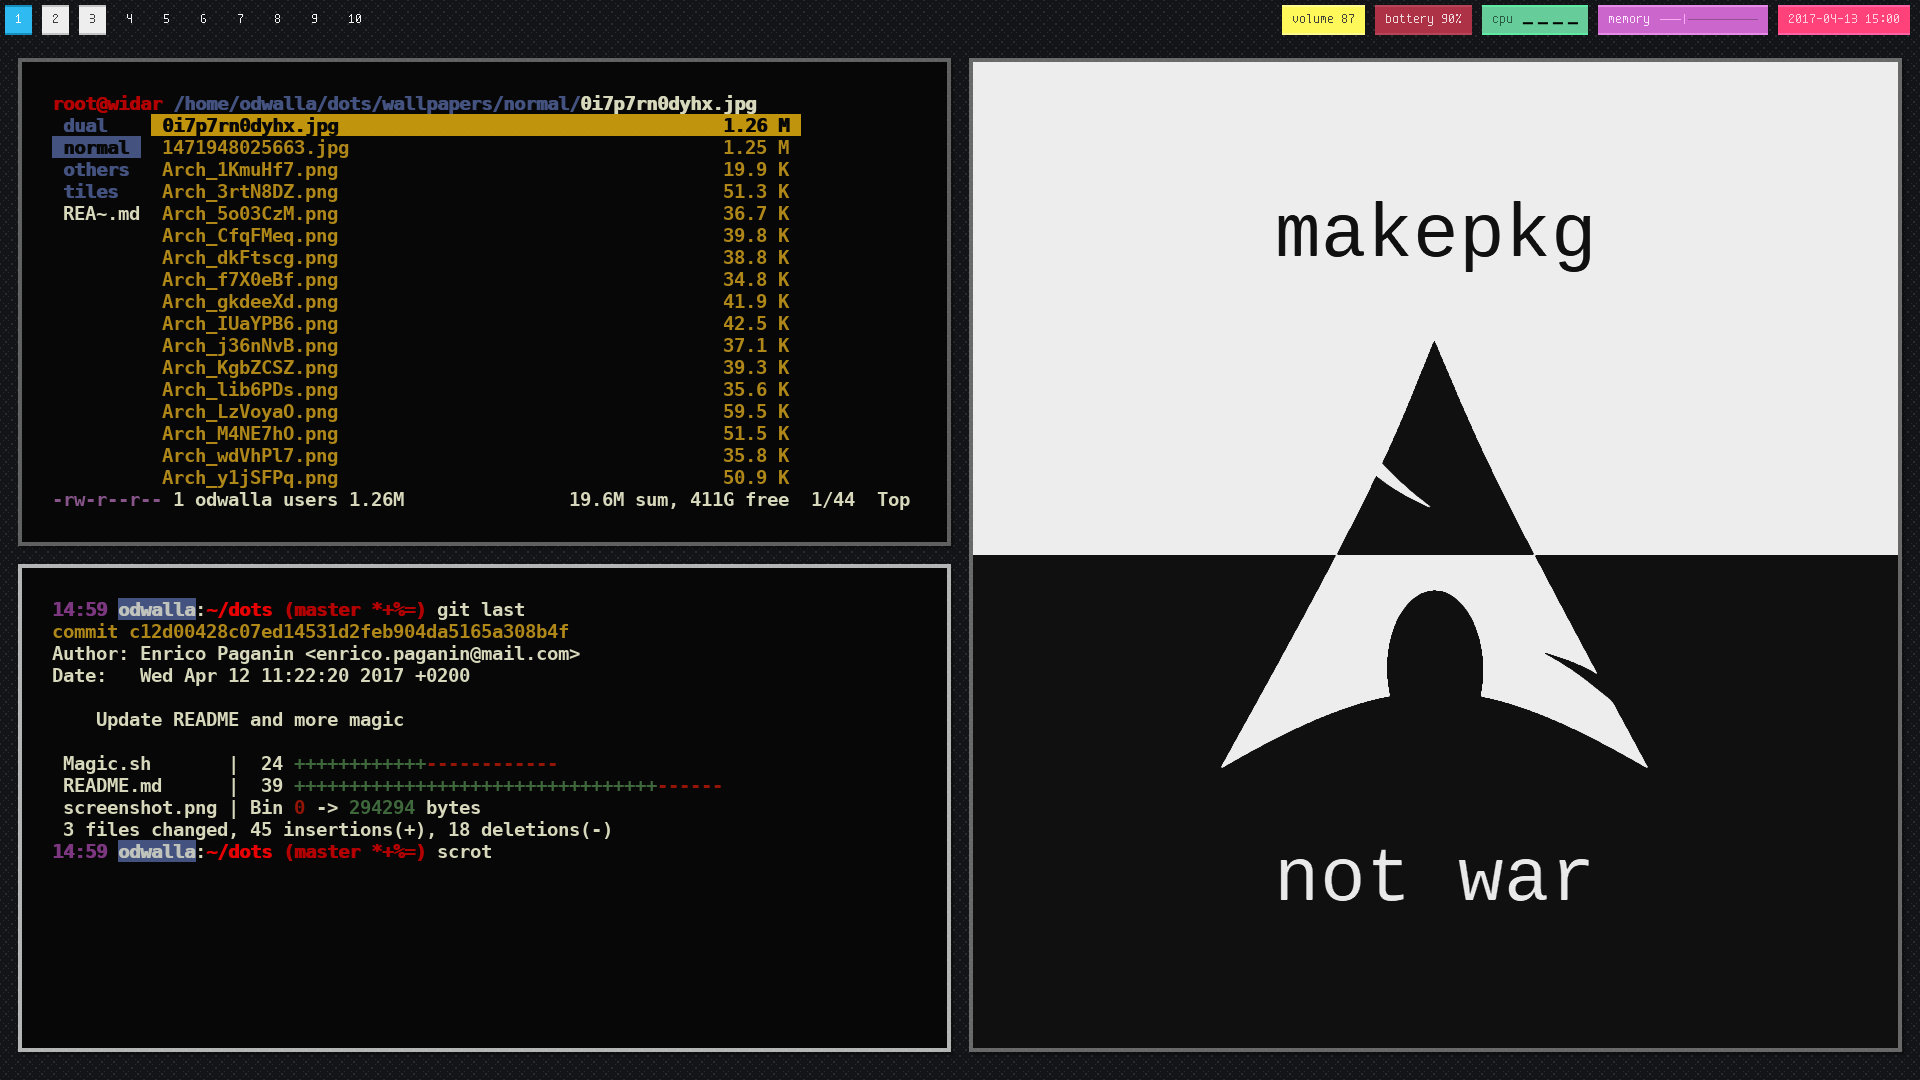 1 2 3 4 5 6 7 8 9 10 volume 87 battery 90% cpu memory 2017-04-13 15:00
root@widar /home/odwalla/dots/wallpapers/normal/0i7p7rn0dyhx.jpg
dual 0i7p7rn0dyhx.jpg 1.26 M
normal 1471948025663.jpg 1.25 M
others Arch_1KmuHf7.png 19.9 K
tiles Arch_3rtN8DZ.png 51.3 K
REA~.md Arch_5o03CzM.png 36.7 K
Arch_CfqFMeq.png 39.8 K
Arch_dkFtscg.png 38.8 K
Arch_f7X0eBf.png 34.8 K
Arch_gkdeeXd.png 41.9 K
Arch_IUaYPB6.png 42.5 K
Arch_j36nNvB.png 37.1 K
Arch_KgbZCSZ.png 39.3 K
Arch_lib6PDs.png 35.6 K
Arch_LzVoyaO.png 59.5 K
Arch_M4NE7hO.png 51.5 K
Arch_wdVhPl7.png 35.8 K
Arch_y1jSFPq.png 50.9 K
-rw-r--r-- 1 odwalla users 1.26M 19.6M sum, 411G free 1/44 Top
14:59 odwalla:~/dots (master *+%=) git last
commit c12d00428c07ed14531d2feb904da5165a308b4f
Author: Enrico Paganin <enrico.paganin@mail.com>
Date: Wed Apr 12 11:22:20 2017 +0200
Update README and more magic
Magic.sh | 24 ++++++++++++------------
README.md | 39 +++++++++++++++++++++++++++++++++------
screenshot.png | Bin 0 -> 294294 bytes
3 files changed, 45 insertions(+), 18 deletions(-)
14:59 odwalla:~/dots (master *+%=) scrot
makepkg
not war